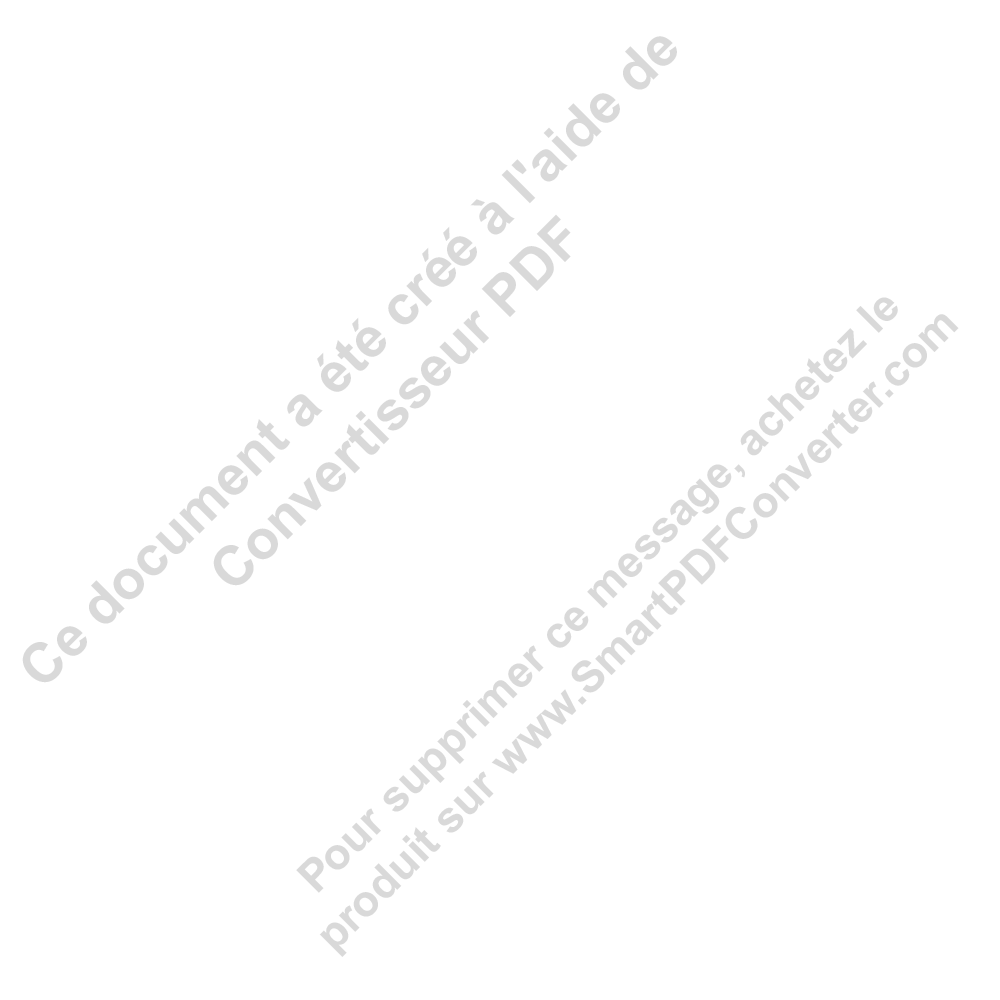 Ce document a été créé à l'aide de
Convertisseur PDF
Pour supprimer ce message, achetez le
produit sur www.SmartPDFConverter.com